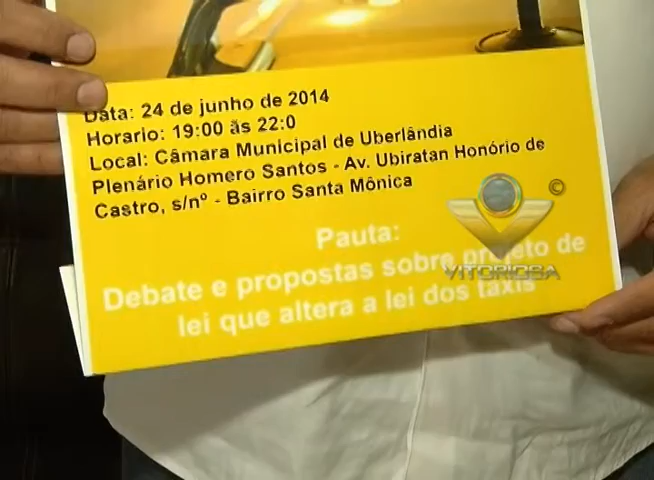 Data: 24 de junho de 2014
Horario: 19:00 às 22:0
Local: Câmara Municipal de Uberlândia
Plenário Homero Santos - Av. Ubiratan Honório de
Castro, s/nº - Bairro Santa Mônica
©
VITORIOSA
Pauta:
Debate e propostas sobre projeto de
lei que altera a lei dos taxis